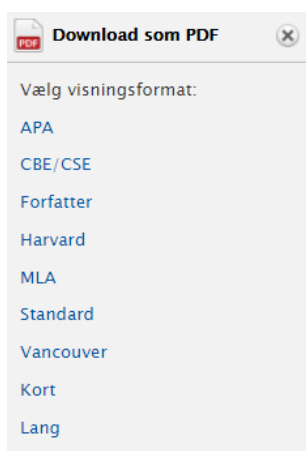 PDF
Download som PDF
Vælg visningsformat:
APA
CBE/CSE
Forfatter
Harvard
MLA
Standard
Vancouver
Kort
Lang